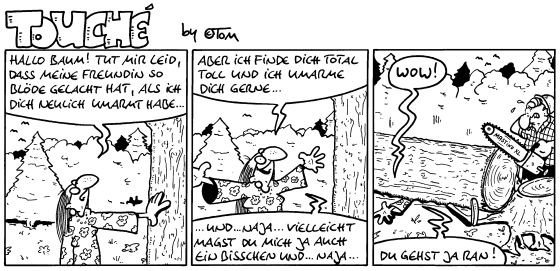 TOUCHÉ
by ©TOM
HALLO BAUM! TUT MIR LEID,
DASS MEINE FREUNDIN SO
BLÖDE GELACHT HAT, ALS ICH
DICH NEULICH UMARMT HABE...
ABER ICH FINDE DICH TOTAL
TOLL UND ICH UMARME
DICH GERNE...
...UND...NAJA... VIELLEICHT
MAGST DU MICH JA AUCH
EIN BISSCHEN UND...NAJA...
WOW!
DU GEHST JA RAN!